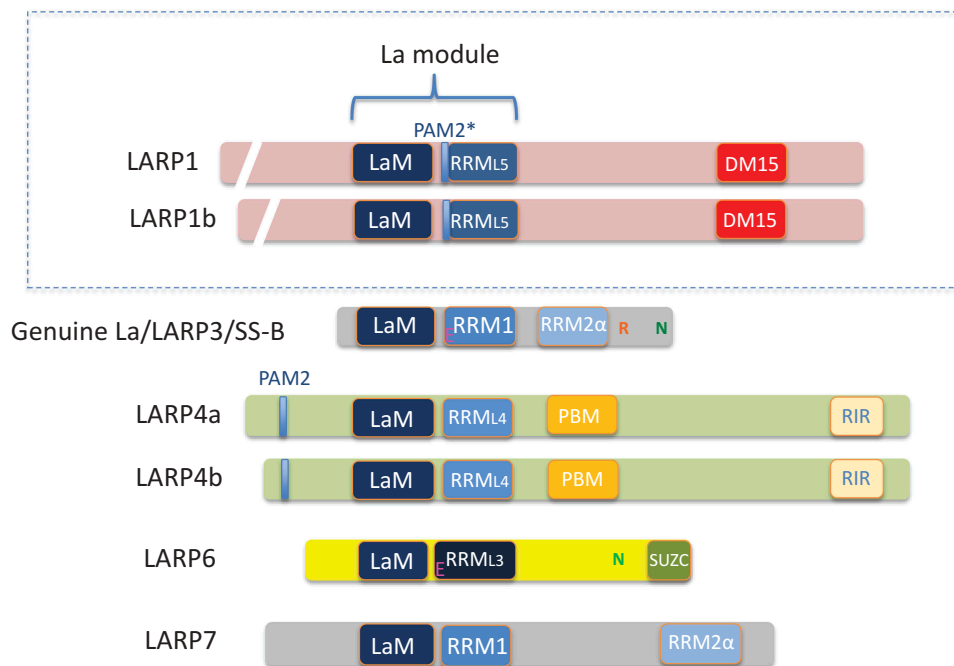 La module
PAM2*
LARP1 LaM RRML5 DM15
LARP1b LaM RRML5 DM15
Genuine La/LARP3/SS-B LaM E RRM1 RRM2α R N
PAM2
LARP4a LaM RRML4 PBM RIR
LARP4b LaM RRML4 PBM RIR
LARP6 LaM E RRML3 N SUZC
LARP7 LaM RRM1 RRM2α